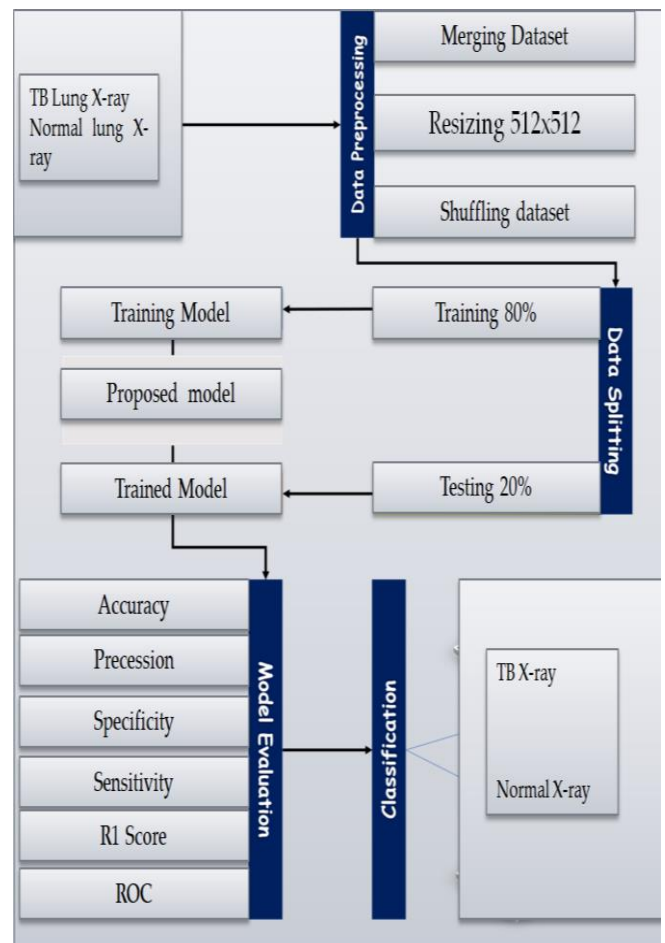 TB Lung X-ray
Normal lung X-
ray
Data Preprocessing
Merging Dataset
Resizing 512x512
Shuffling dataset
Training Model
Training 80%
Data Splitting
Proposed model
Trained Model
Testing 20%
Accuracy
Precession
Specificity
Sensitivity
R1 Score
ROC
Model Evaluation
Classification
TB X-ray
Normal X-ray